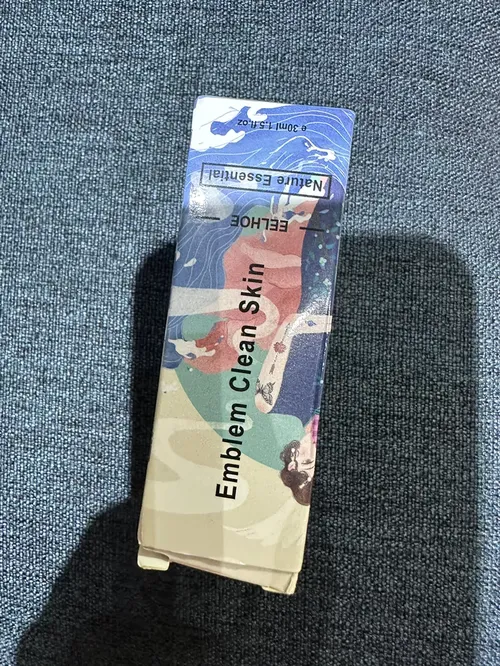 e 30ml 1.5 fl.oz
Nature Essential
EELHOE
Emblem Clean Skin